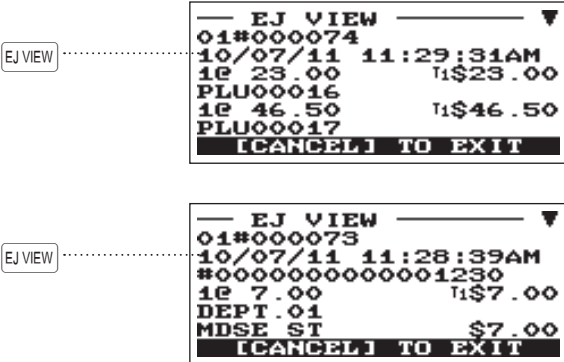 EJ VIEW
— EJ VIEW — ▼
01#000074
10/07/11 11:29:31AM
1@ 23.00 T1$23.00
PLU00016
1@ 46.50 T1$46.50
PLU00017
[CANCEL] TO EXIT
EJ VIEW
— EJ VIEW — ▼
01#000073
10/07/11 11:28:39AM
#0000000000001230
1@ 7.00 T1$7.00
DEPT.01
MDSE ST $7.00
[CANCEL] TO EXIT